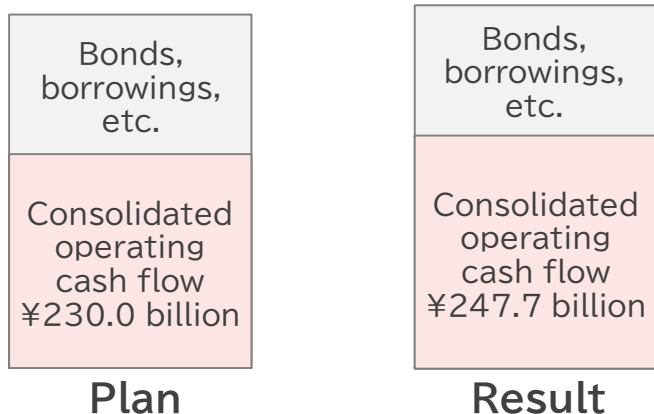 Bonds,
borrowings,
etc.
Consolidated
operating
cash flow
¥230.0 billion
Plan
Bonds,
borrowings,
etc.
Consolidated
operating
cash flow
¥247.7 billion
Result